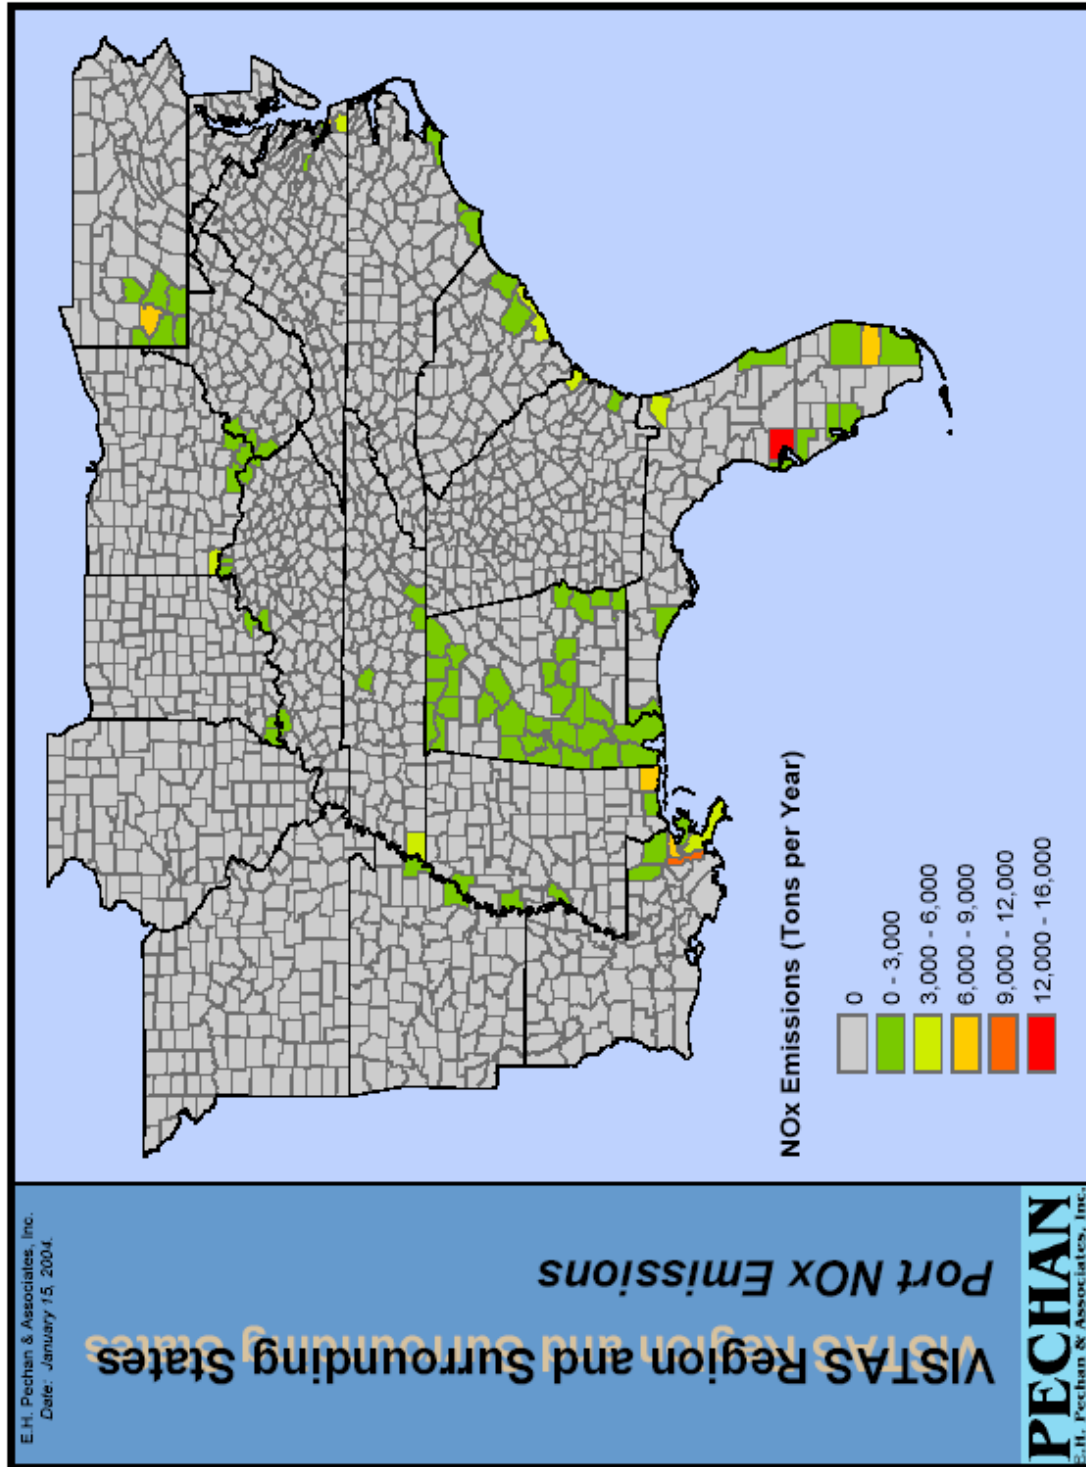 E.H. Pechan & Associates, Inc.
Date: January 15, 2004.
VISTAS Region and Surrounding States
Port NOx Emissions
PECHAN
E.H. Pechan & Associates, Inc.
NOx Emissions (Tons per Year)
0
0 - 3,000
3,000 - 6,000
6,000 - 9,000
9,000 - 12,000
12,000 - 16,000